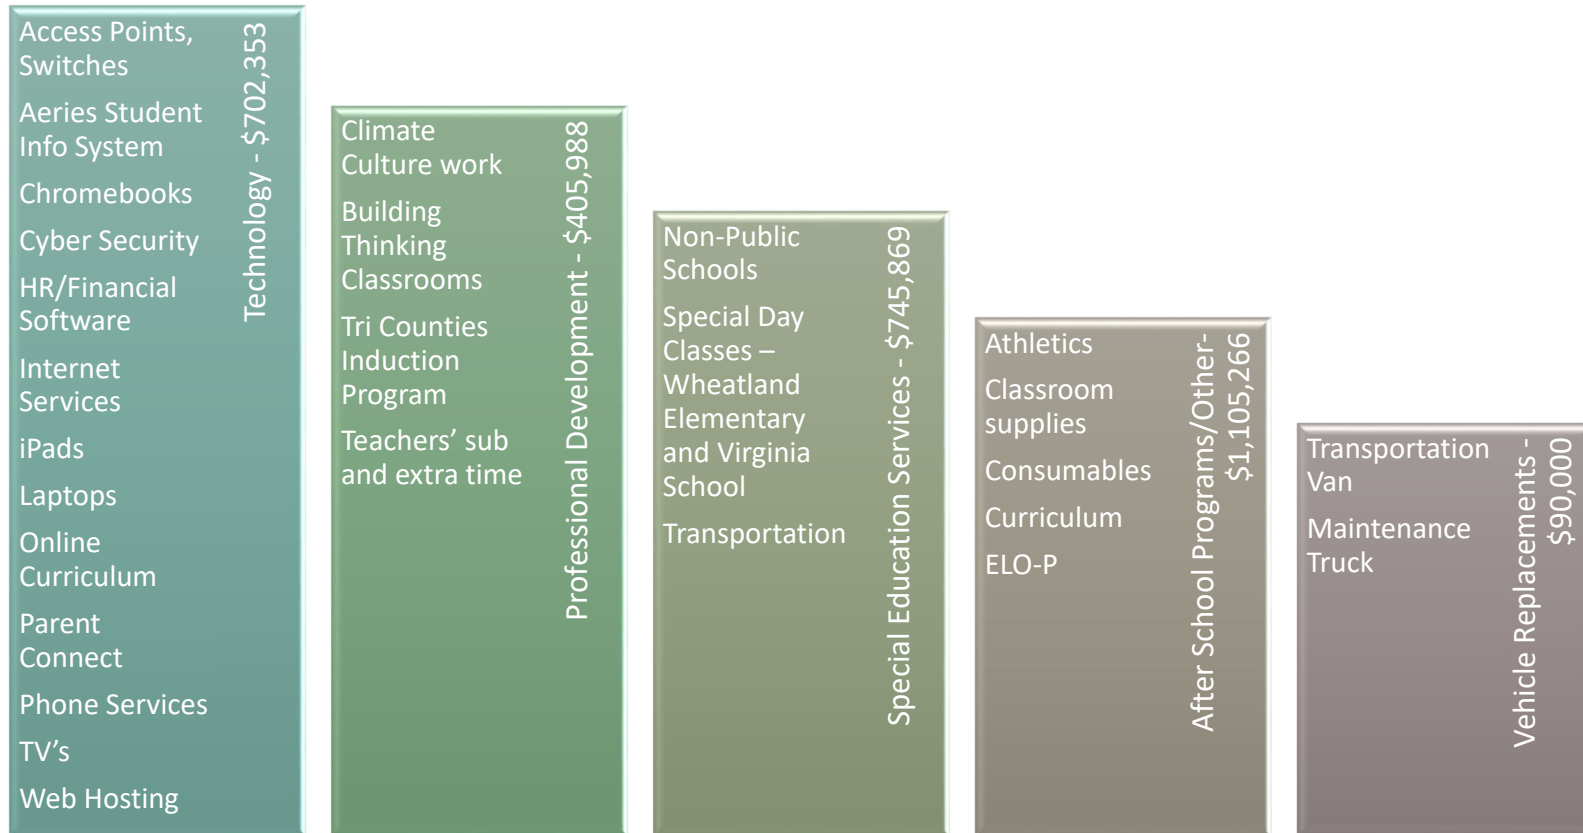 Access Points,
Switches
Aeries Student
Info System
Chromebooks
Cyber Security
HR/Financial
Software
Internet
Services
iPads
Laptops
Online
Curriculum
Parent
Connect
Phone Services
TV’s
Web Hosting
Technology - $702,353
Climate
Culture work
Building
Thinking
Classrooms
Tri Counties
Induction
Program
Teachers’ sub
and extra time
Professional Development - $405,988
Non-Public
Schools
Special Day
Classes –
Wheatland
Elementary
and Virginia
School
Transportation
Special Education Services - $745,869
Athletics
Classroom
supplies
Consumables
Curriculum
ELO-P
After School Programs/Other-
$1,105,266
Transportation
Van
Maintenance
Truck
Vehicle Replacements -
$90,000